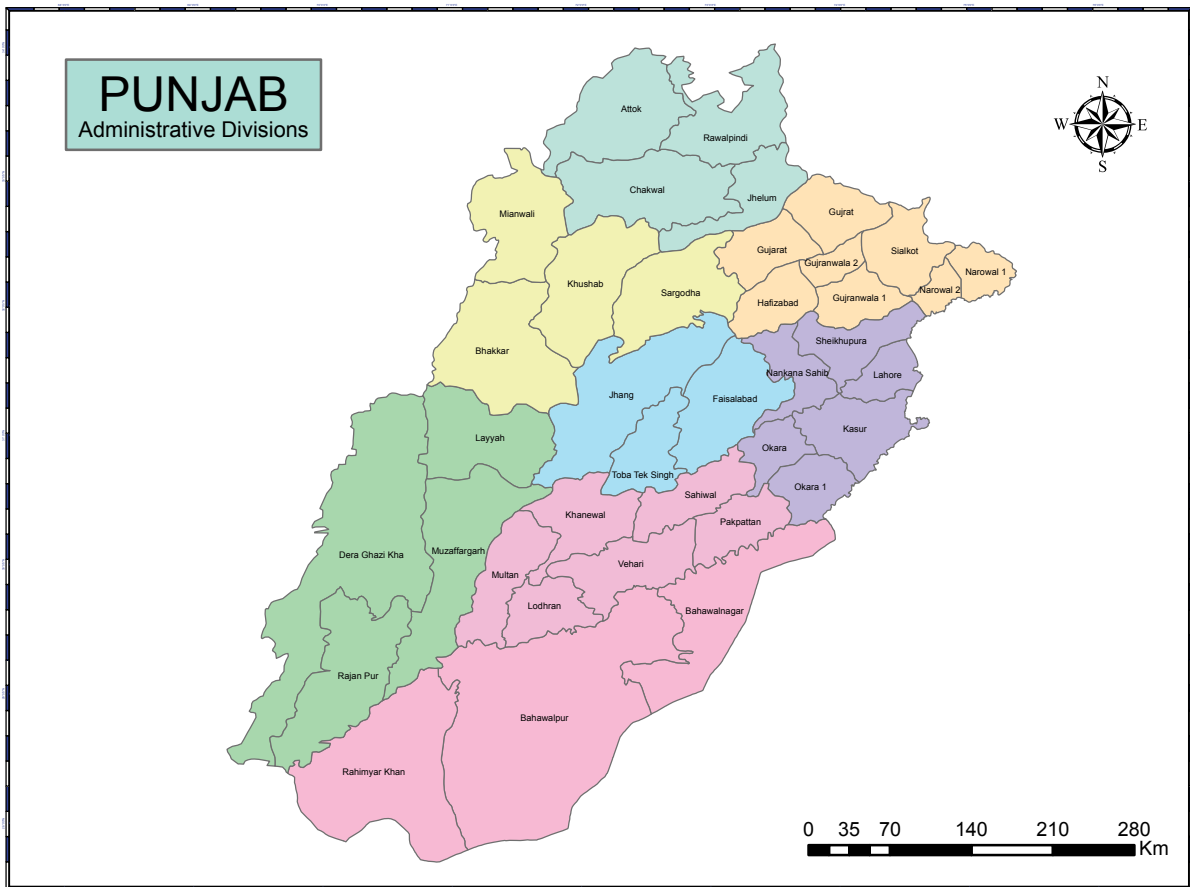 PUNJAB
Administrative Divisions
N
W E
S
Attok
Rawalpindi
Chakwal
Jhelum
Mianwali
Gujrat
Gujarat
Sialkot
Gujranwala 2
Narowal 1
Khushab
Sargodha
Narowal 2
Hafizabad
Gujranwala 1
Sheikhupura
Bhakkar
Nankana Sahib
Lahore
Jhang
Faisalabad
Kasur
Layyah
Okara
Toba Tek Singh
Okara 1
Sahiwal
Khanewal
Pakpattan
Dera Ghazi Kha
Muzaffargarh
Vehari
Multan
Lodhran
Bahawalnagar
Rajan Pur
Bahawalpur
Rahimyar Khan
0 35 70 140 210 280
Km